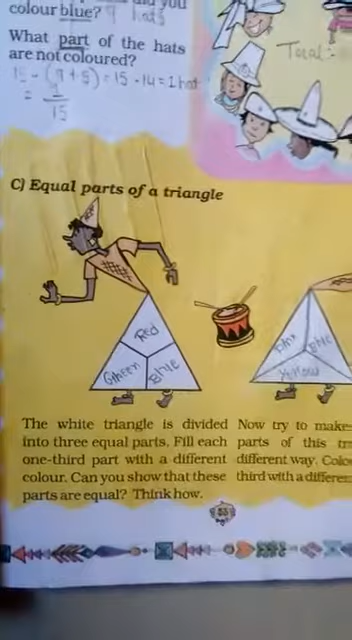 colour blue? 9 hats
What part of the hats
are not coloured?
15 - (9+5) = 15 - 14 = 1 hat
= 1
15
Total
C) Equal parts of a triangle
Red
Green Blue
Blue
Yellow
The white triangle is divided
into three equal parts. Fill each
one-third part with a different
colour. Can you show that these
parts are equal? Think how.
Now try to make
parts of this
different way.
third with a